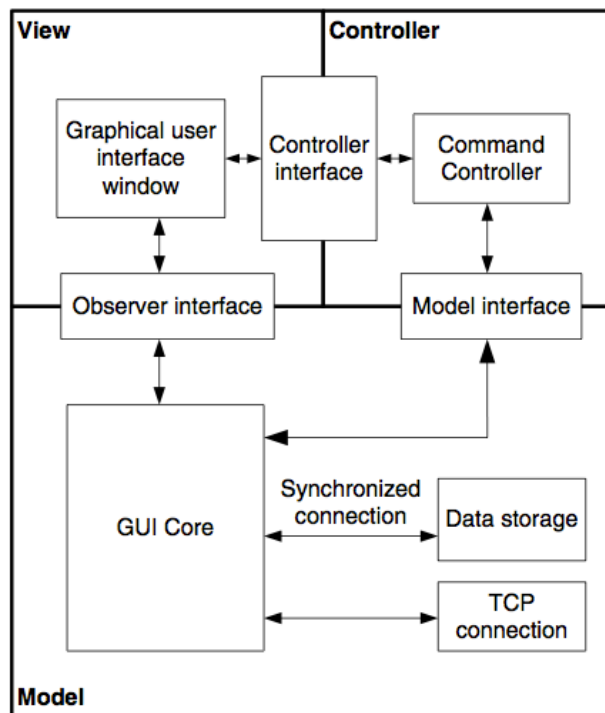 View
Controller
Graphical user
interface
window
Controller
interface
Command
Controller
Observer interface
Model interface
GUI Core
Synchronized
connection
Data storage
TCP
connection
Model